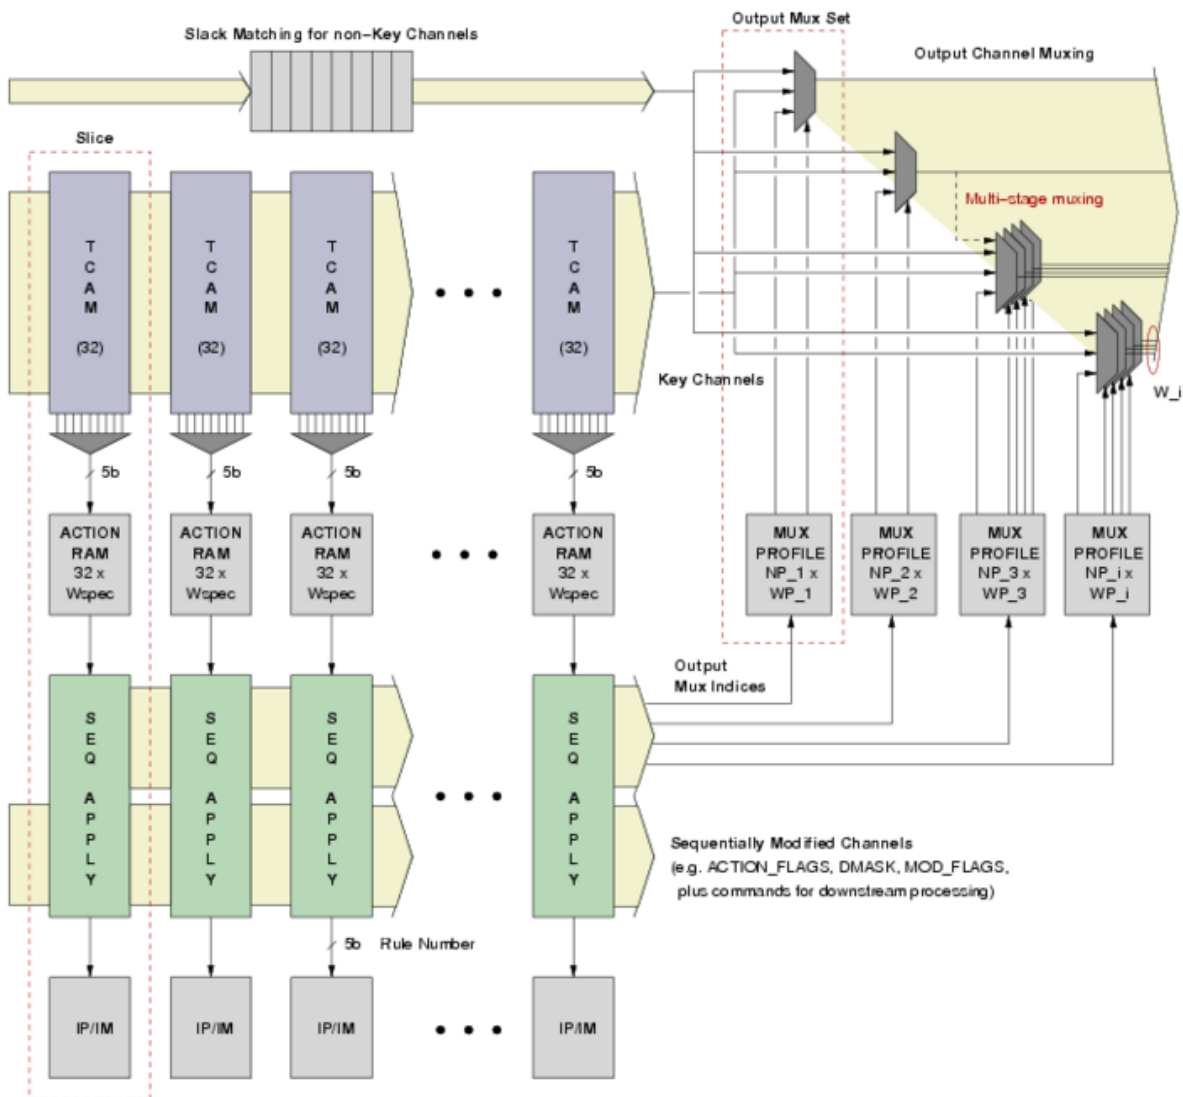 Output Mux Set
Slack Matching for non-Key Channels
Output Channel Muxing
Slice
Multi-stage muxing
T
C
A
M
(32)
T
C
A
M
(32)
T
C
A
M
(32)
T
C
A
M
(32)
Key Channels
W_i
5b
5b
5b
5b
ACTION
RAM
32 x
Wspec
ACTION
RAM
32 x
Wspec
ACTION
RAM
32 x
Wspec
ACTION
RAM
32 x
Wspec
MUX
PROFILE
NP_1 x
WP_1
MUX
PROFILE
NP_2 x
WP_2
MUX
PROFILE
NP_3 x
WP_3
MUX
PROFILE
NP_i x
WP_i
Output
Mux Indices
S
E
Q
A
P
P
L
Y
S
E
Q
A
P
P
L
Y
S
E
Q
A
P
P
L
Y
S
E
Q
A
P
P
L
Y
Sequentially Modified Channels
(e.g. ACTION_FLAGS, DMASK, MOD_FLAGS,
plus commands for downstream processing)
5b Rule Number
IP/IM
IP/IM
IP/IM
IP/IM